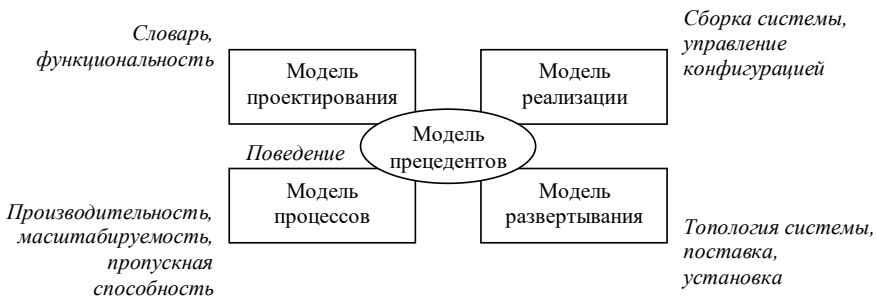 Словарь,
функциональность
Модель
проектирования
Модель
реализации
Сборка системы,
управление
конфигурацией
Модель
прецедентов
Поведение
Производительность,
масштабируемость,
пропускная
способность
Модель
процессов
Модель
развертывания
Топология системы,
поставка,
установка